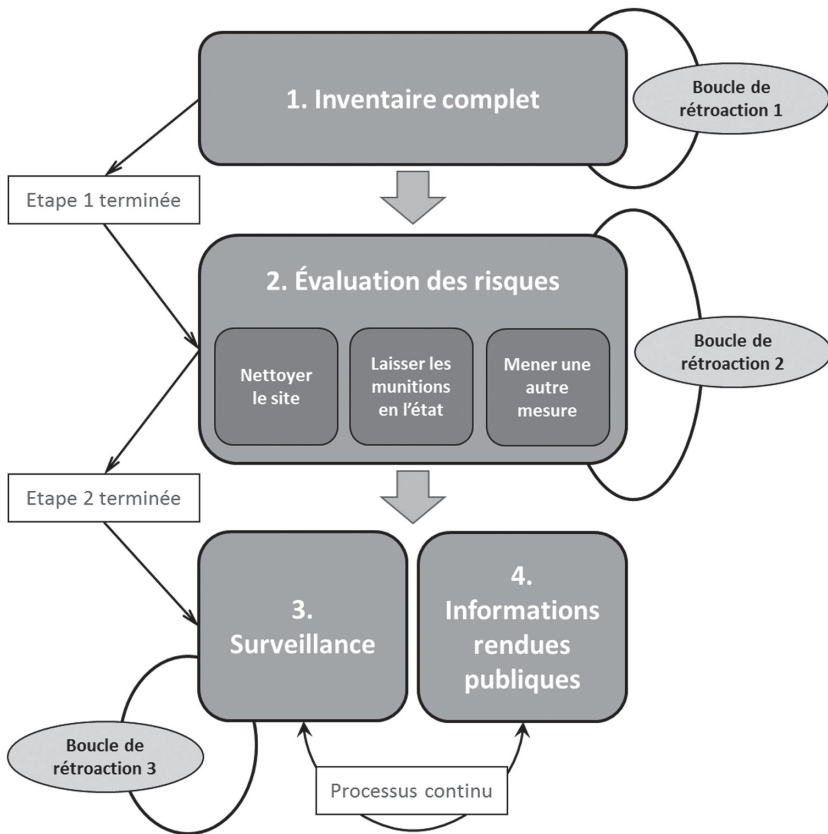 1. Inventaire complet
Boucle de
rétroaction 1
Etape 1 terminée
2. Évaluation des risques
Nettoyer
le site
Laisser les
munitions
en l'état
Mener une
autre
mesure
Boucle de
rétroaction 2
Etape 2 terminée
3.
Surveillance
4.
Informations
rendues
publiques
Boucle de
rétroaction 3
Processus continu